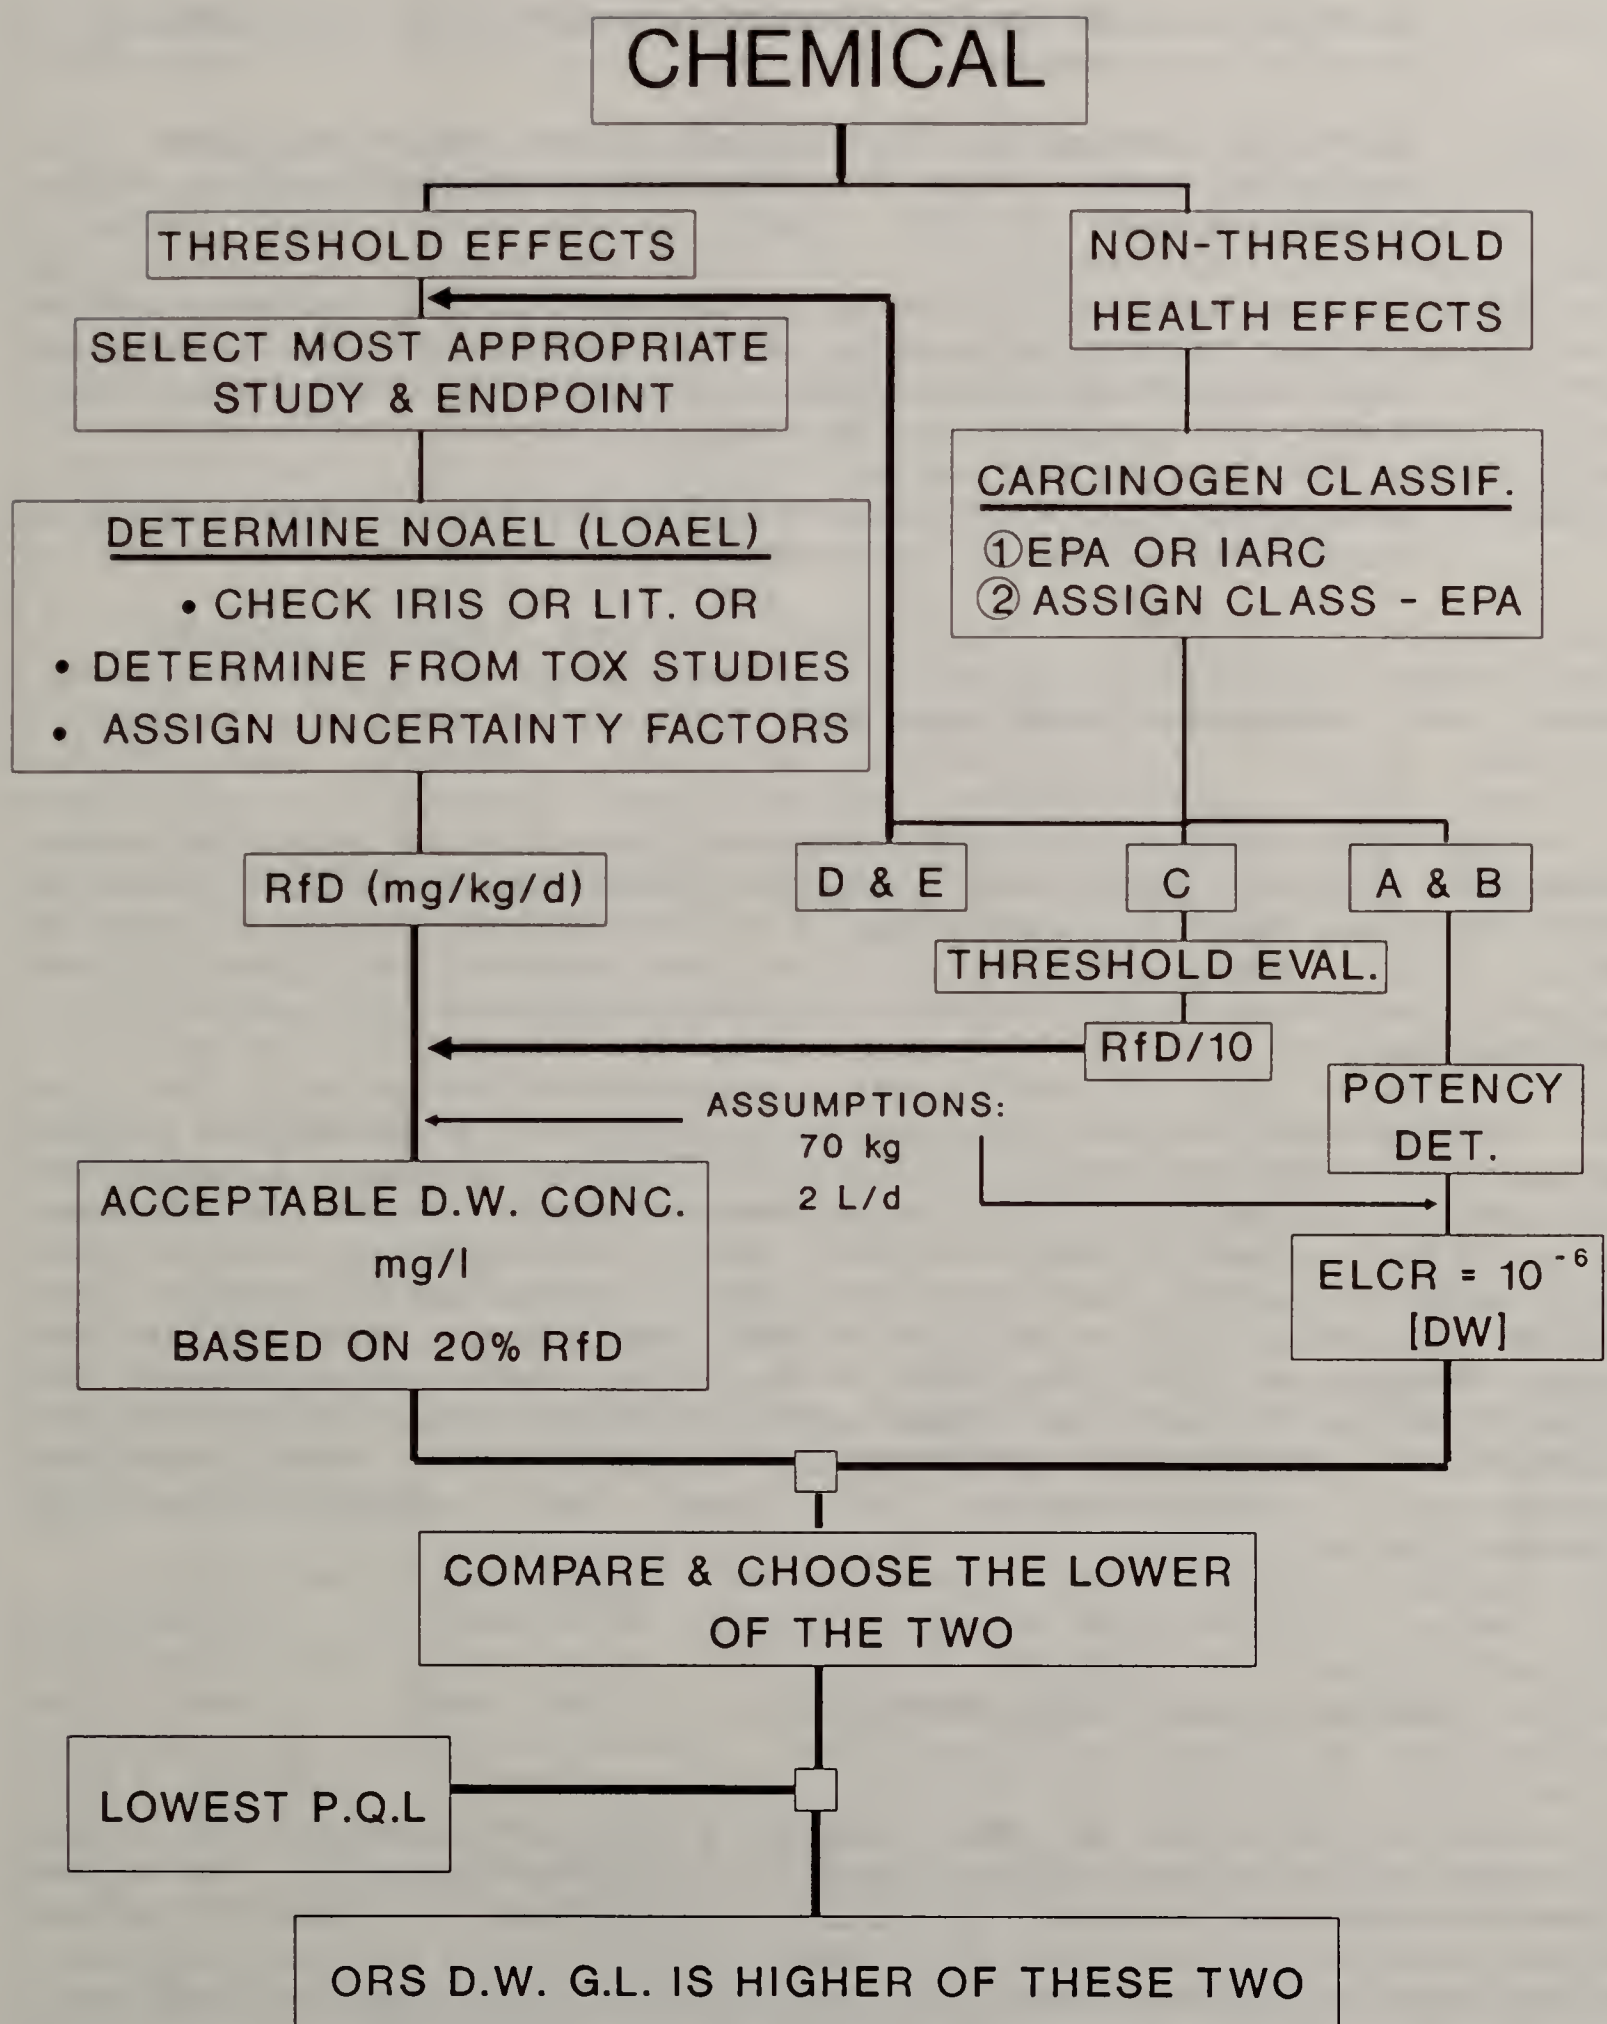 CHEMICAL
THRESHOLD EFFECTS
NON-THRESHOLD
HEALTH EFFECTS
SELECT MOST APPROPRIATE
STUDY & ENDPOINT
CARCINOGEN CLASSIF.
①EPA OR IARC
② ASSIGN CLASS - EPA
DETERMINE NOAEL (LOAEL)
• CHECK IRIS OR LIT. OR
• DETERMINE FROM TOX STUDIES
• ASSIGN UNCERTAINTY FACTORS
RfD (mg/kg/d)
D & E
C
A & B
THRESHOLD EVAL.
RfD/10
POTENCY
DET.
ASSUMPTIONS:
70 kg
2 L/d
ACCEPTABLE D.W. CONC.
mg/l
BASED ON 20% RfD
ELCR = 10⁻⁶
[DW]
COMPARE & CHOOSE THE LOWER
OF THE TWO
LOWEST P.Q.L
ORS D.W. G.L. IS HIGHER OF THESE TWO